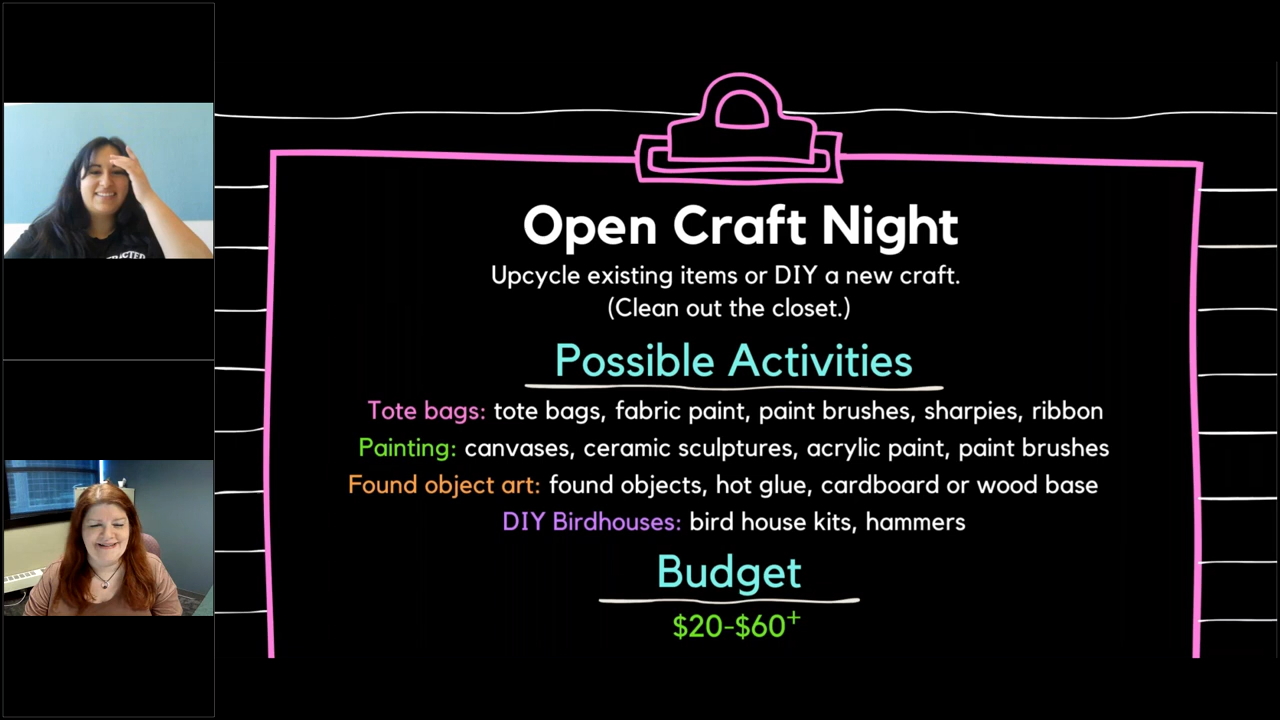 Open Craft Night
Upcycle existing items or DIY a new craft.
(Clean out the closet.)
Possible Activities
Tote bags: tote bags, fabric paint, paint brushes, sharpies, ribbon
Painting: canvases, ceramic sculptures, acrylic paint, paint brushes
Found object art: found objects, hot glue, cardboard or wood base
DIY Birdhouses: bird house kits, hammers
Budget
$20-$60+